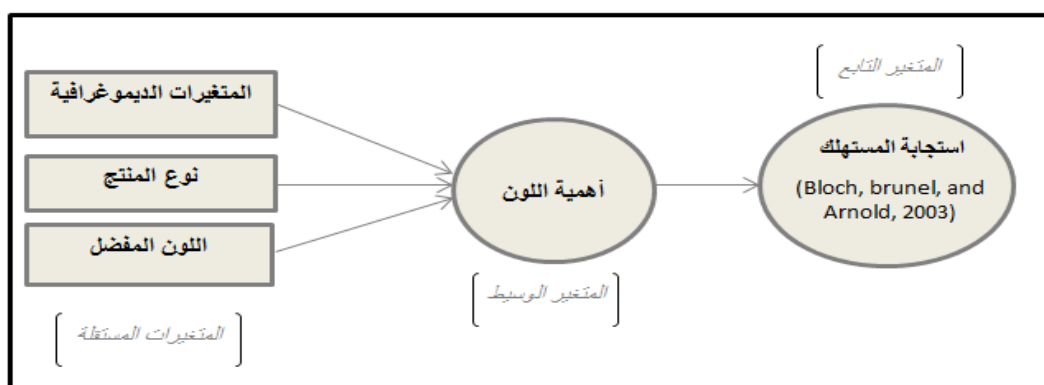 [المتغير التابع]
المتغيرات الديموغرافية
نوع المنتج
اللون المفضل
أهمية اللون
استجابة المستهلك
(Bloch, brunel, and
Arnold, 2003)
[المتغير الوسيط]
[المتغيرات المستقلة]